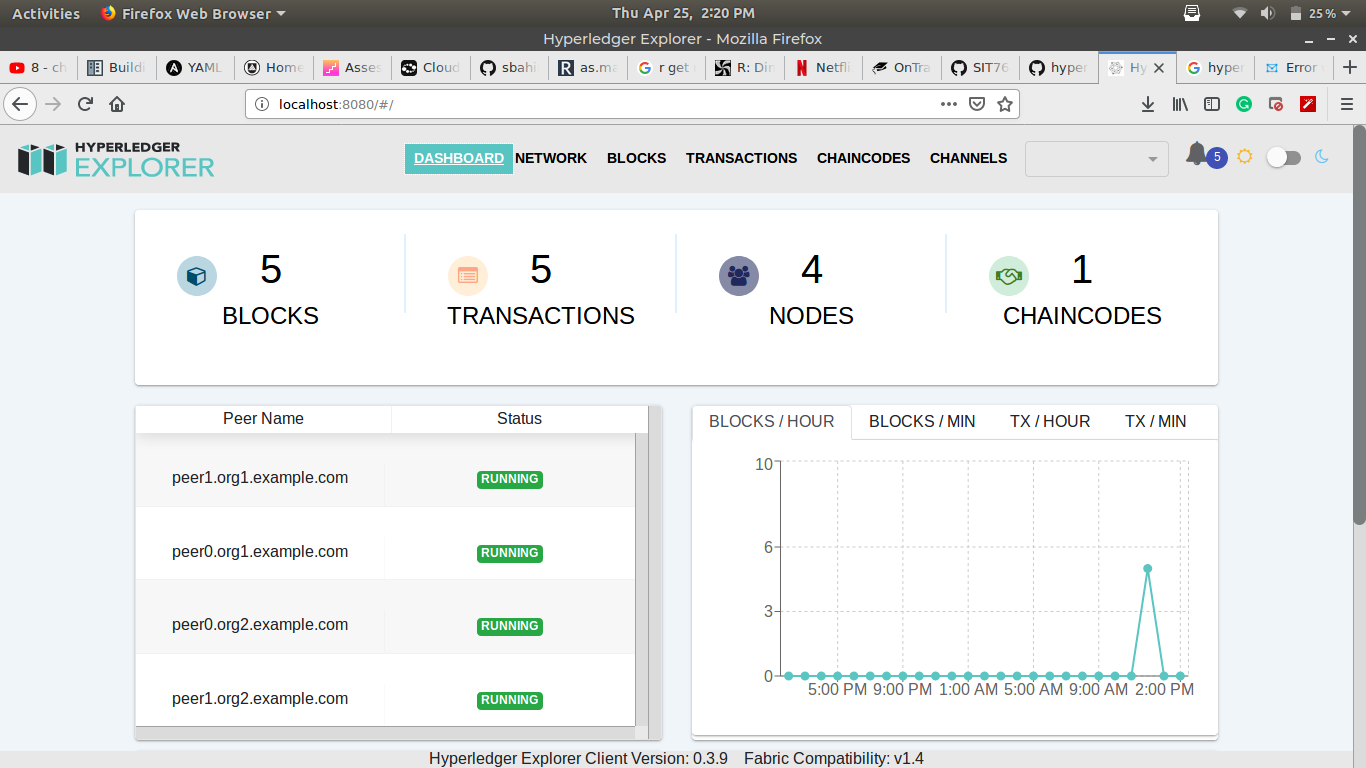 Activities Firefox Web Browser Thu Apr 25, 2:20 PM 25%
Hyperledger Explorer - Mozilla Firefox
8 - ch Buildi YAML Home Asses Cloud sbahi as.ma r get R: Dir Netfli OnTra SIT76 hyper Hy hyper Error
localhost:8080/#/
HYPERLEDGER
EXPLORER
DASHBOARD NETWORK BLOCKS TRANSACTIONS CHAINCODES CHANNELS 5
5 5 4 1
BLOCKS TRANSACTIONS NODES CHAINCODES
Peer Name Status
peer1.org1.example.com RUNNING
peer0.org1.example.com RUNNING
peer0.org2.example.com RUNNING
peer1.org2.example.com RUNNING
BLOCKS / HOUR BLOCKS / MIN TX / HOUR TX / MIN
10
6
3
0
5:00 PM 9:00 PM 1:00 AM 5:00 AM 9:00 AM 2:00 PM
Hyperledger Explorer Client Version: 0.3.9 Fabric Compatibility: v1.4